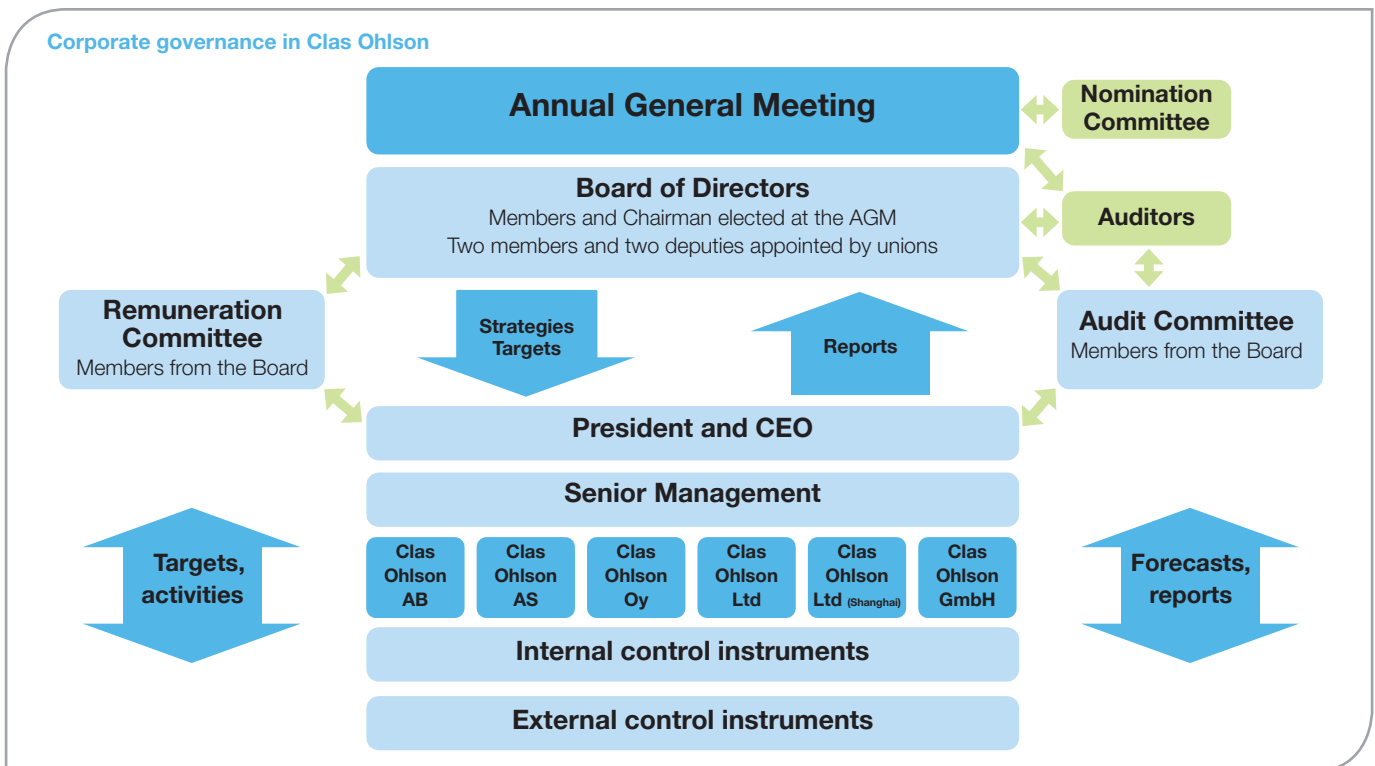 Corporate governance in Clas Ohlson
Annual General Meeting
Nomination
Committee
Board of Directors
Members and Chairman elected at the AGM
Two members and two deputies appointed by unions
Auditors
Remuneration
Committee
Members from the Board
Strategies
Targets
Reports
Audit Committee
Members from the Board
President and CEO
Senior Management
Targets,
activities
Clas
Ohlson
AB
Clas
Ohlson
AS
Clas
Ohlson
Oy
Clas
Ohlson
Ltd
Clas
Ohlson
Ltd (Shanghai)
Clas
Ohlson
GmbH
Forecasts,
reports
Internal control instruments
External control instruments